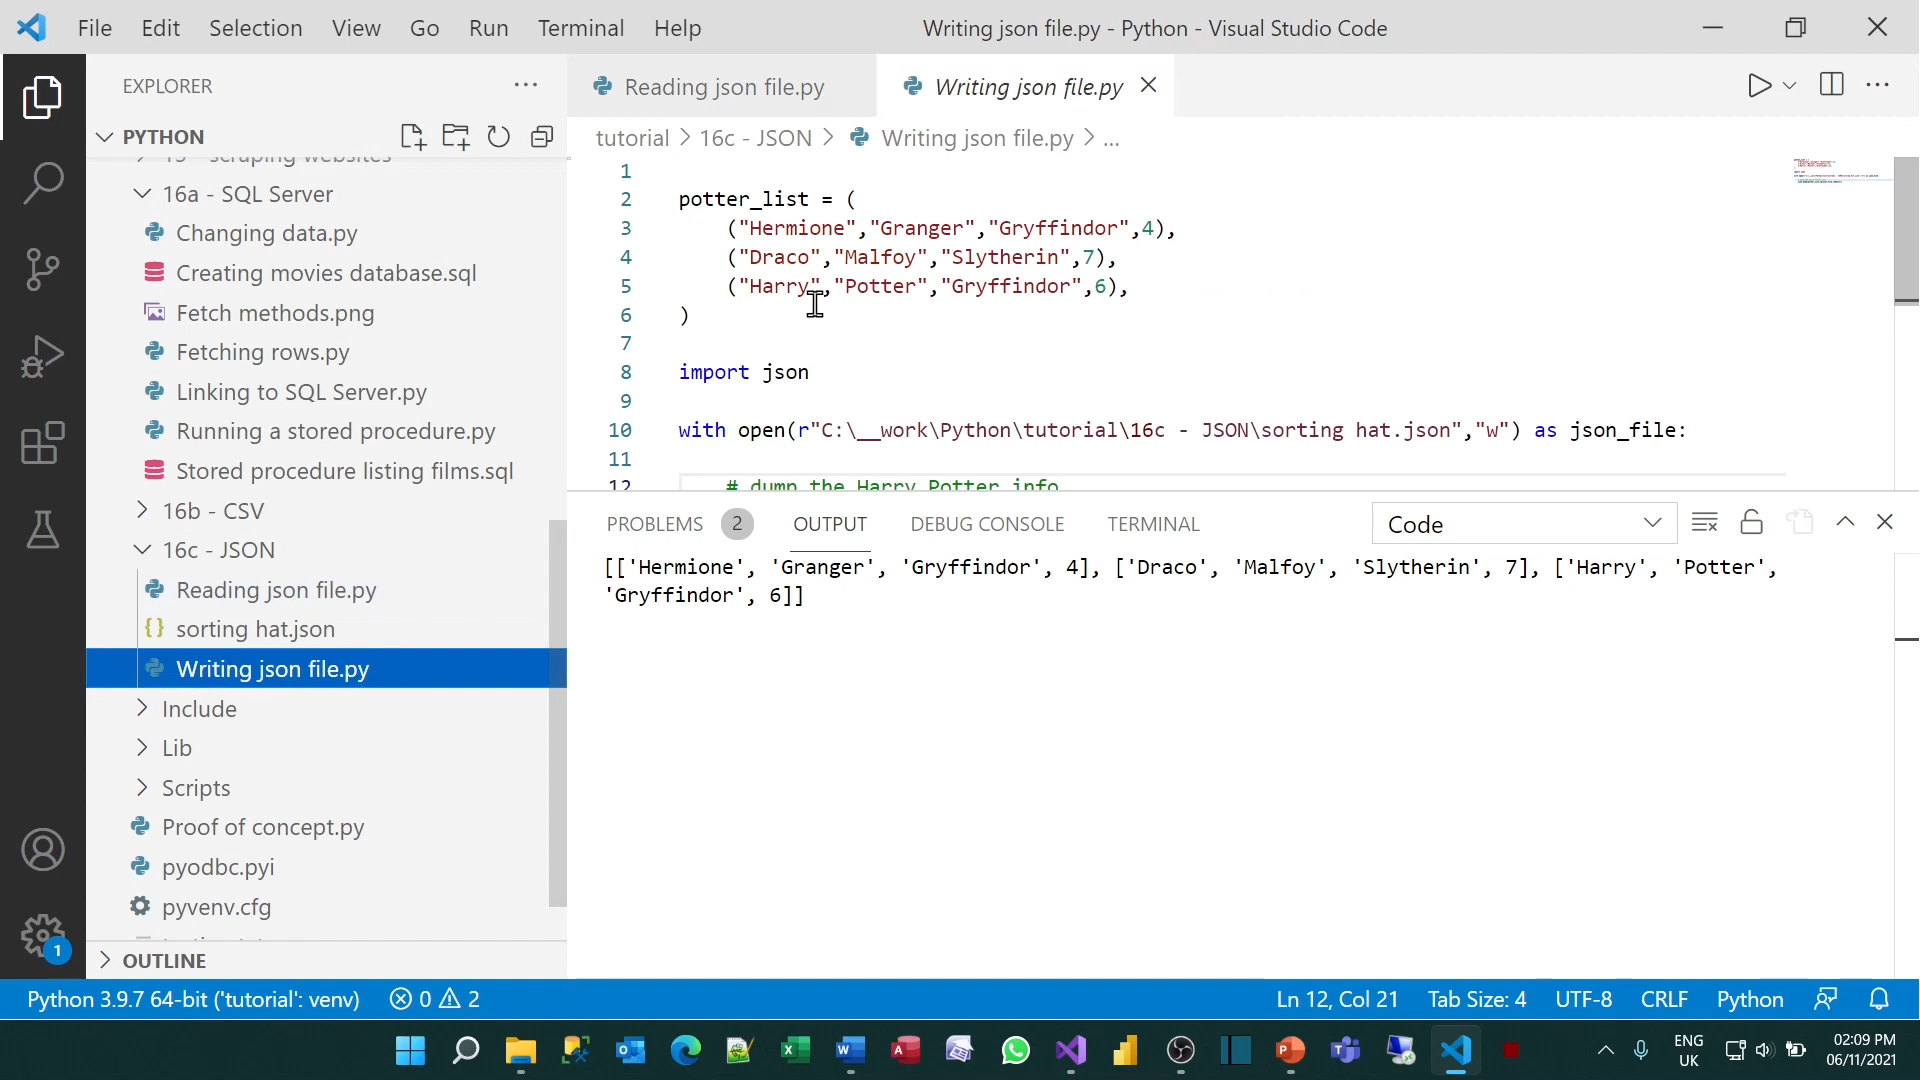 File Edit Selection View Go Run Terminal Help
Writing json file.py - Python - Visual Studio Code
EXPLORER
PYTHON
16a - SQL Server
Changing data.py
Creating movies database.sql
Fetch methods.png
Fetching rows.py
Linking to SQL Server.py
Running a stored procedure.py
Stored procedure listing films.sql
16b - CSV
16c - JSON
Reading json file.py
sorting hat.json
Writing json file.py
Include
Lib
Scripts
Proof of concept.py
pyodbc.pyi
pyvenv.cfg
OUTLINE
1
Reading json file.py
Writing json file.py
tutorial > 16c - JSON > Writing json file.py > ...
1
2 potter_list = (
3 ("Hermione","Granger","Gryffindor",4),
4 ("Draco","Malfoy","Slytherin",7),
5 ("Harry","Potter","Gryffindor",6),
6 )
7
8 import json
9
10 with open(r"C:\__work\Python\tutorial\16c - JSON\sorting hat.json","w") as json_file:
11
12 # dump the Harry Potter info
PROBLEMS 2 OUTPUT DEBUG CONSOLE TERMINAL
Code
[['Hermione', 'Granger', 'Gryffindor', 4], ['Draco', 'Malfoy', 'Slytherin', 7], ['Harry', 'Potter',
'Gryffindor', 6]]
Python 3.9.7 64-bit ('tutorial': venv) 0 2
Ln 12, Col 21 Tab Size: 4 UTF-8 CRLF Python
ENG
UK
02:09 PM
06/11/2021